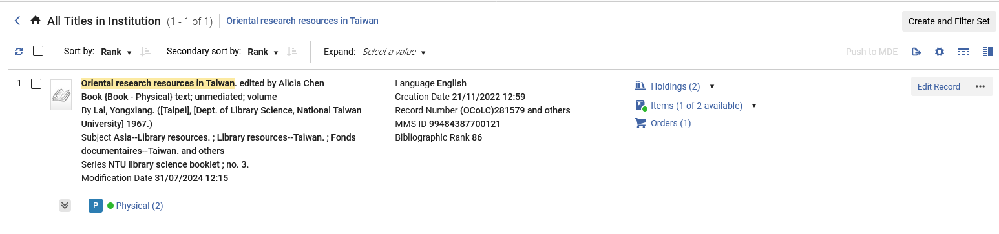 All Titles in Institution (1 - 1 of 1) Oriental research resources in Taiwan Create and Filter Set
Sort by: Rank Secondary sort by: Rank Expand: Select a value Push to MDE
1 Oriental research resources in Taiwan. edited by Alicia Chen
Book {Book - Physical} text; unmediated; volume
By Lai, Yongxiang. ([Taipei], [Dept. of Library Science, National Taiwan
University] 1967.)
Subject Asia--Library resources. ; Library resources--Taiwan. ; Fonds
documentaires--Taiwan. and others
Series NTU library science booklet ; no. 3.
Modification Date 31/07/2024 12:15
Language English
Creation Date 21/11/2022 12:59
Record Number (OCoLC)281579 and others
MMS ID 99484387700121
Bibliographic Rank 86
Holdings (2)
Items (1 of 2 available)
Orders (1)
Edit Record
P Physical (2)